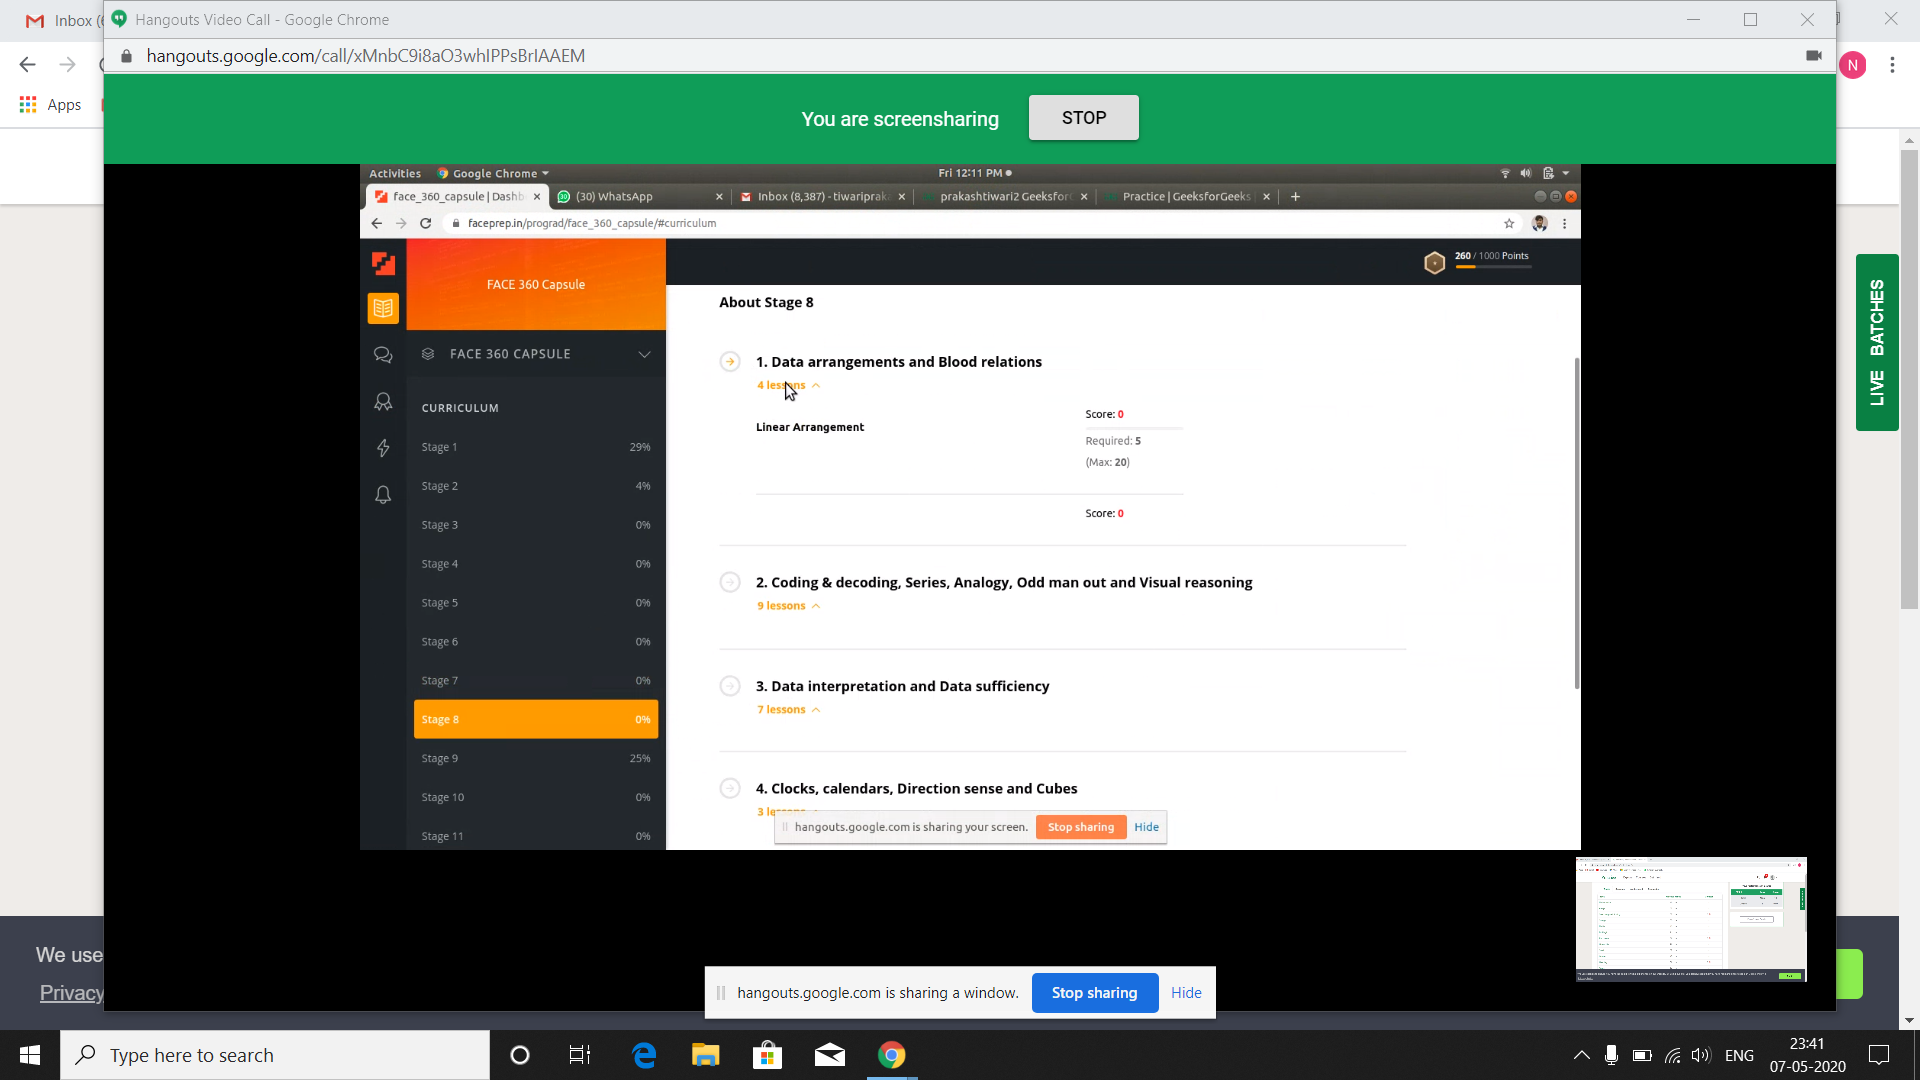 Inbox (
Hangouts Video Call - Google Chrome
hangouts.google.com/call/xMnbC9i8aO3whIPPsBrIAAEM
N
Apps
You are screensharing
STOP
Activities
Google Chrome
Fri 12:11 PM
face_360_capsule | Dashb
(30) WhatsApp
Inbox (8,387) - tiwaripraka
prakashtiwari2 Geeksfor
Practice | GeeksforGeeks
faceprep.in/prograd/face_360_capsule/#curriculum
FACE 360 Capsule
260 / 1000 Points
About Stage 8
FACE 360 CAPSULE
CURRICULUM
Stage 1 29%
Stage 2 4%
Stage 3 0%
Stage 4 0%
Stage 5 0%
Stage 6 0%
Stage 7 0%
Stage 8 0%
Stage 9 25%
Stage 10 0%
Stage 11 0%
1. Data arrangements and Blood relations
4 lessons
Linear Arrangement
Score: 0
Required: 5
(Max: 20)
Score: 0
2. Coding & decoding, Series, Analogy, Odd man out and Visual reasoning
9 lessons
3. Data interpretation and Data sufficiency
7 lessons
4. Clocks, calendars, Direction sense and Cubes
3 le
hangouts.google.com is sharing your screen.
Stop sharing
Hide
LIVE BATCHES
We use
Privacy
hangouts.google.com is sharing a window.
Stop sharing
Hide
Type here to search
ENG
23:41
07-05-2020